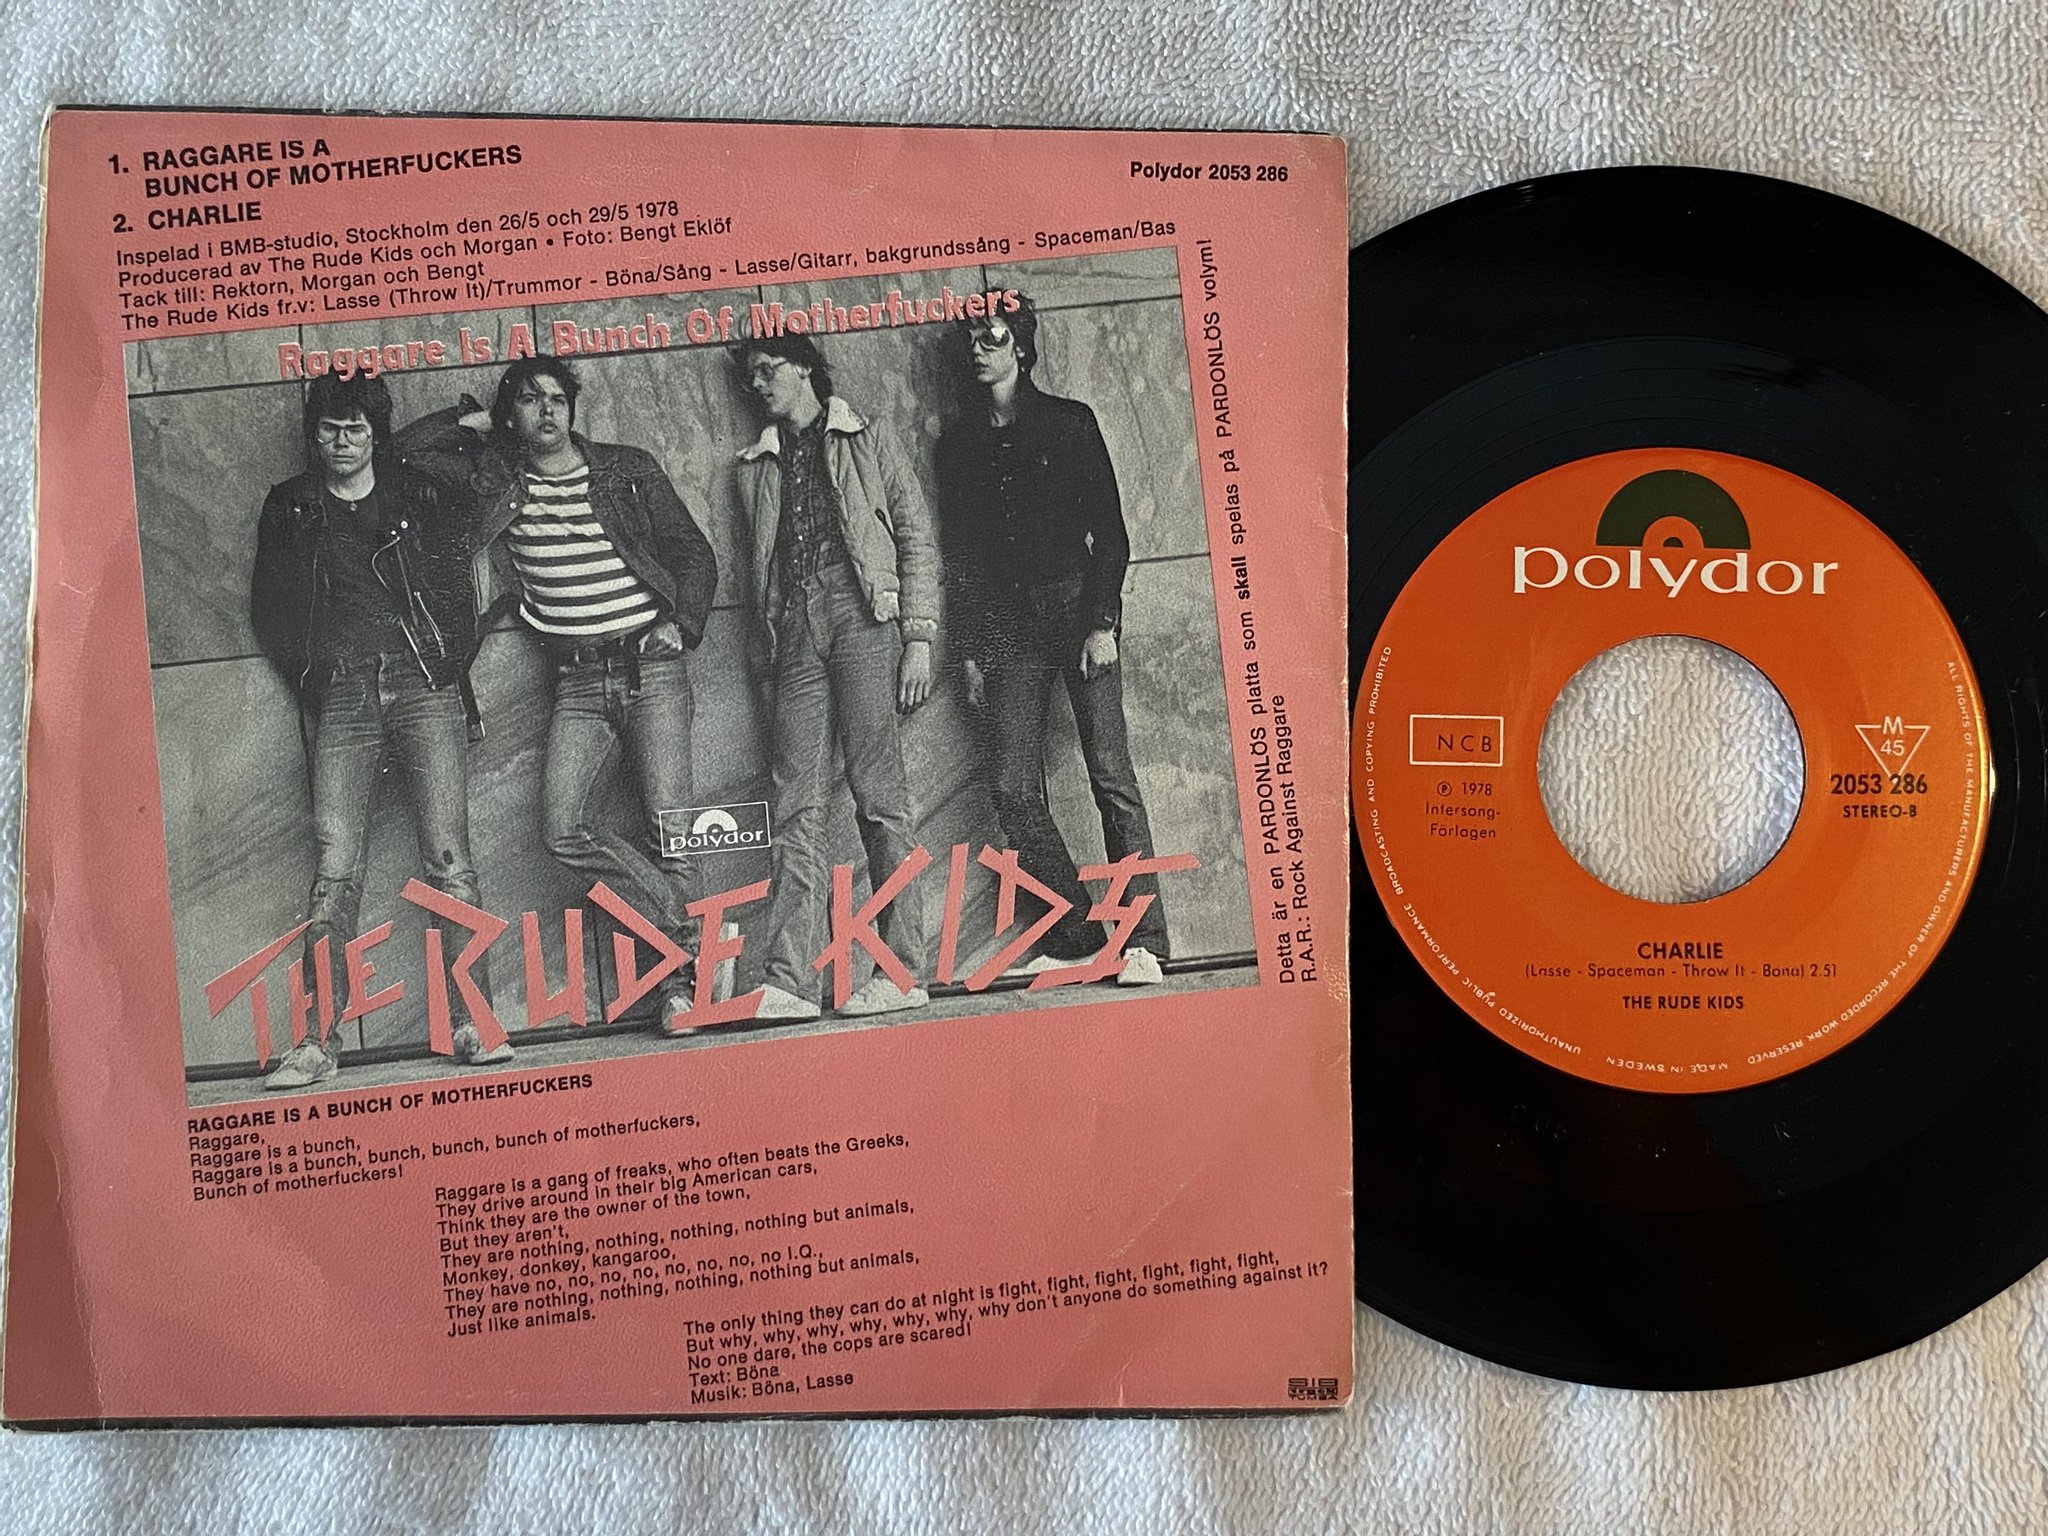 1. RAGGARE IS A
BUNCH OF MOTHERFUCKERS
2. CHARLIE
Polydor 2053 286
Inspelad i BMB-studio, Stockholm den 26/5 och 29/5 1978
Producerad av The Rude Kids och Morgan • Foto: Bengt Eklöf
Tack till: Rektorn, Morgan och Bengt
The Rude Kids fr.v: Lasse (Throw It)/Trummor - Böna/Sång - Lasse/Gitarr, bakgrundssång - Spaceman/Bas
Raggare Is A Bunch Of Motherfuckers
polydor
THE RUDE KIDS
Detta är en PARDONLÖS platta som skall spelas på PARDONLÖS volym!
R.A.R.: Rock Against Raggare
RAGGARE IS A BUNCH OF MOTHERFUCKERS
Raggare,
Raggare is a bunch,
Raggare is a bunch, bunch, bunch, bunch of motherfuckers,
Bunch of motherfuckers!
Raggare is a gang of freaks, who often beats the Greeks,
They drive around in their big American cars,
Think they are the owner of the town,
But they aren't,
They are nothing, nothing, nothing, nothing but animals,
Monkey, donkey, kangaroo,
They have no, no, no, no, no, no, no, no I.Q.,
They are nothing, nothing, nothing, nothing but animals,
Just like animals.
The only thing they can do at night is fight, fight, fight, fight, fight, fight,
But why, why, why, why, why, why, why don't anyone do something against it?
No one dare, the cops are scared!
Text: Böna
Musik: Böna, Lasse
SIB
TUMBA
polydor
NCB
℗ 1978
Intersong-
Förlagen
M
45
2053 286
STEREO-B
CHARLIE
(Lasse - Spaceman - Throw It - Bona) 2.51
THE RUDE KIDS
ALL RIGHTS OF THE MANUFACTURERS AND OWNER OF THE RECORDED WORK RESERVED
MADE IN SWEDEN
UNAUTHORIZED PUBLIC PERFORMANCE BROADCASTING AND COPYING PROHIBITED